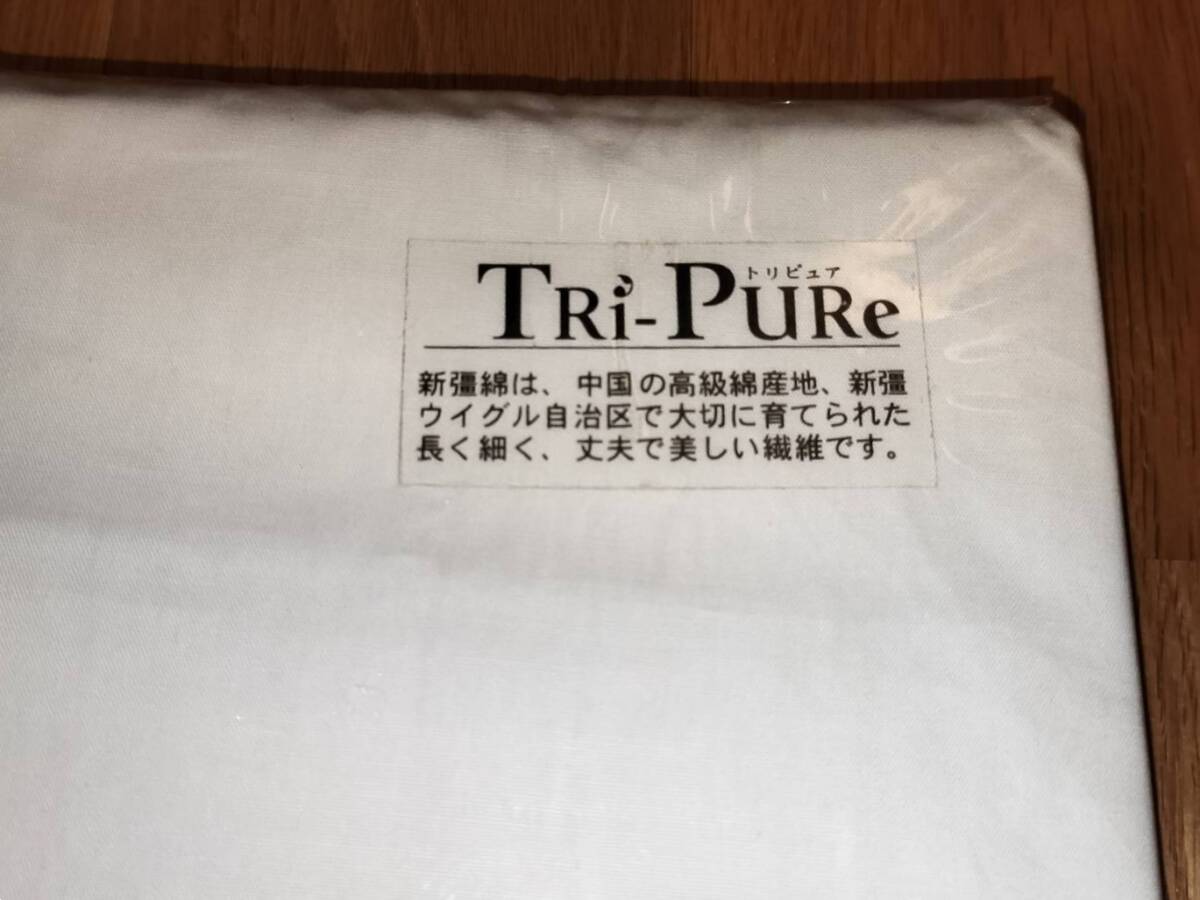 トリピュア
TRi-PURe
新彊綿は、中国の高級綿産地、新彊
ウイグル自治区で大切に育てられた
長く細く、丈夫で美しい繊維です。